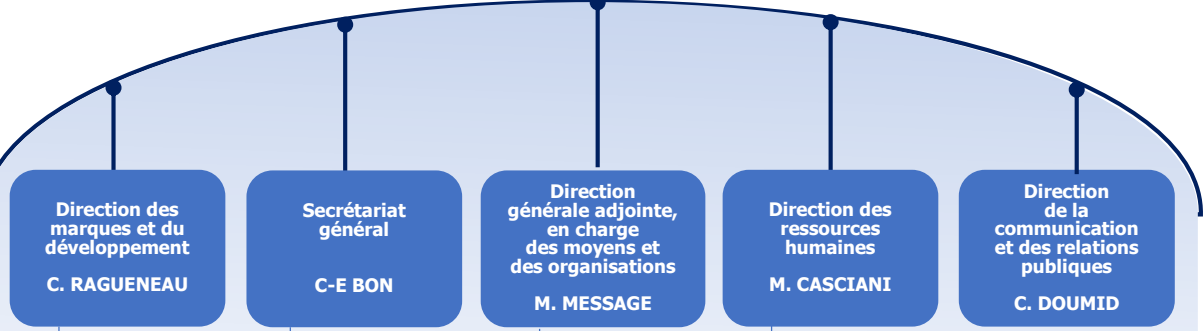 Direction des
marques et du
développement
C. RAGUENEAU
Secrétariat
général
C-E BON
Direction
générale adjointe,
en charge
des moyens et
des organisations
M. MESSAGE
Direction des
ressources
humaines
M. CASCIANI
Direction
de la
communication
et des relations
publiques
C. DOUMID